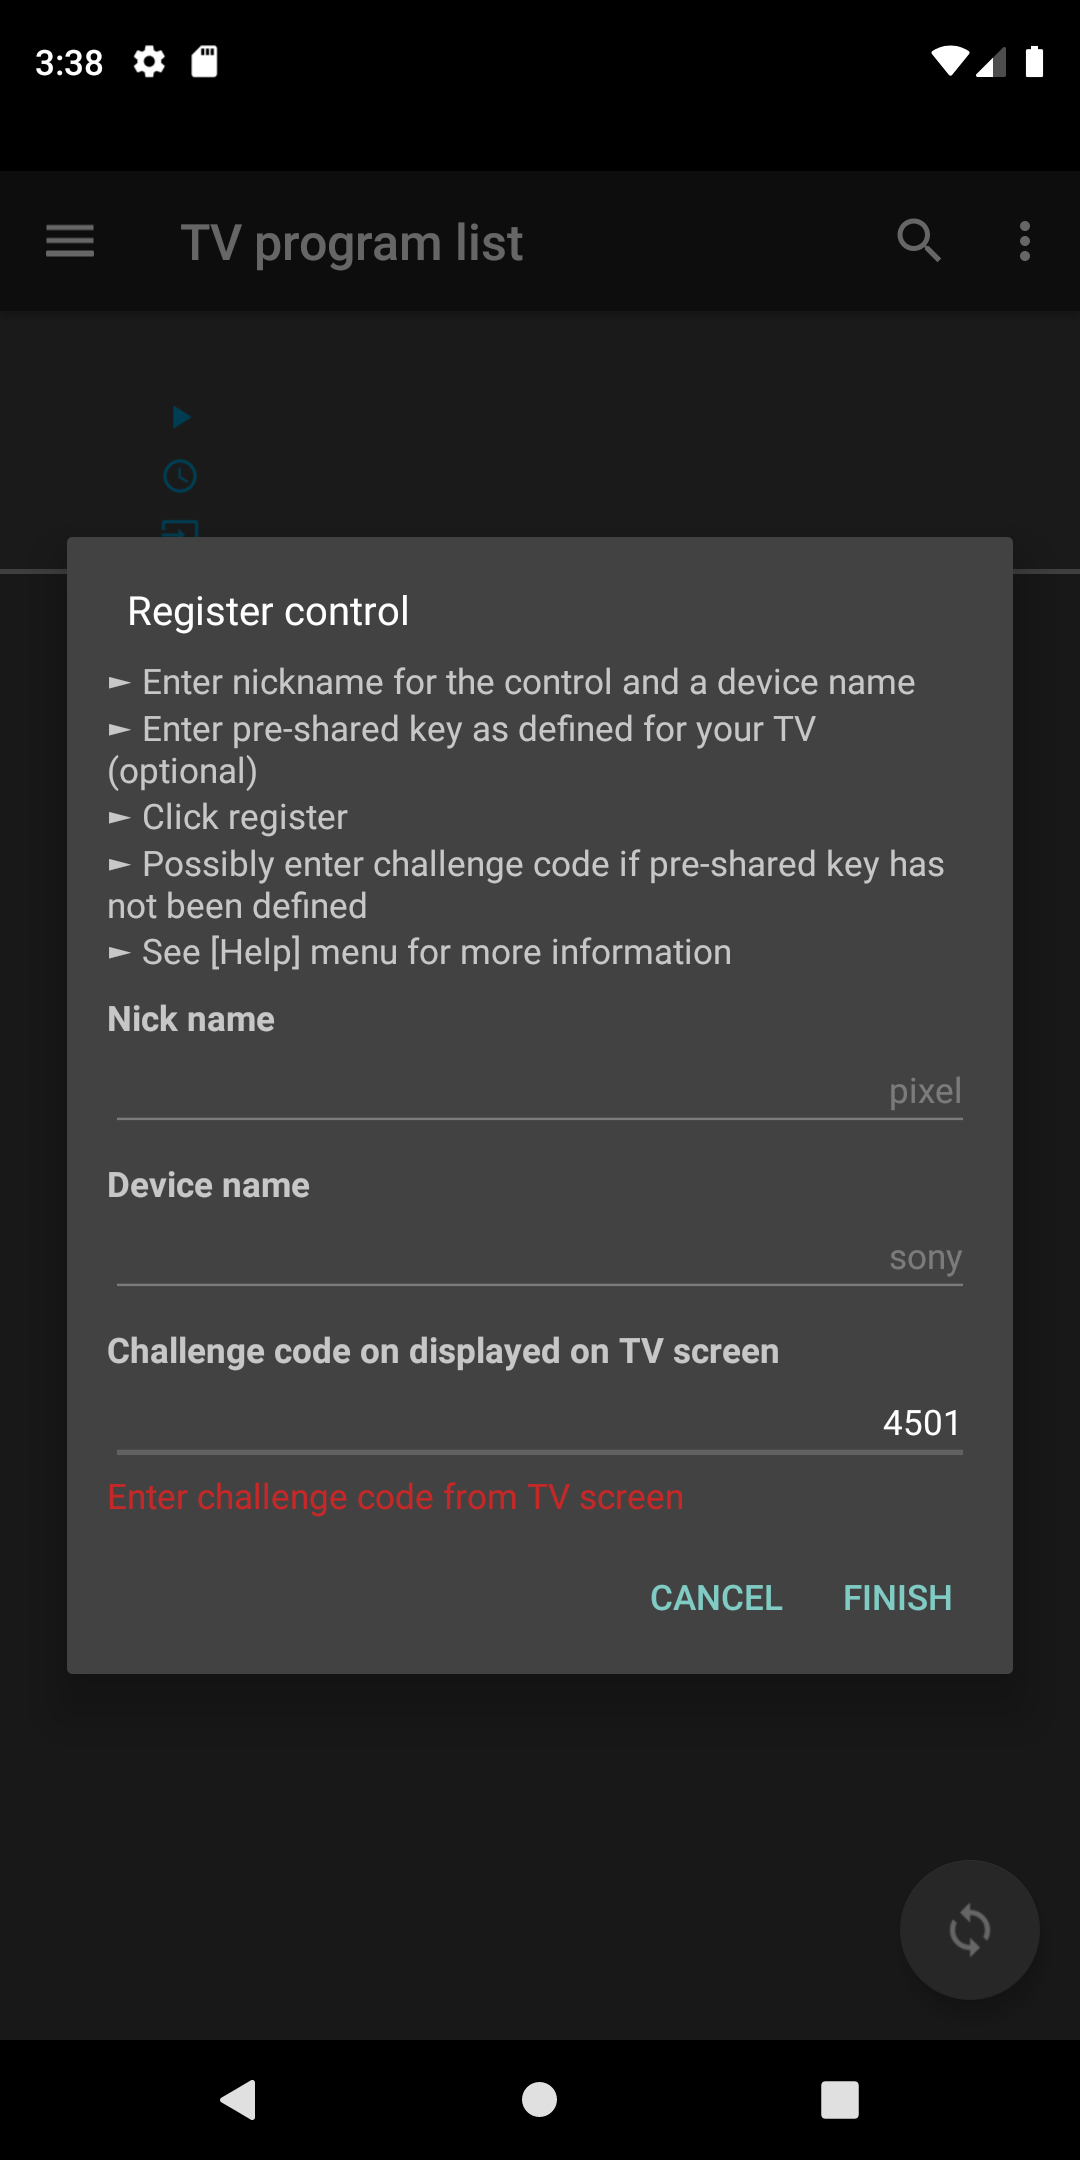 3:38
TV program list
Register control
► Enter nickname for the control and a device name
► Enter pre-shared key as defined for your TV
(optional)
► Click register
► Possibly enter challenge code if pre-shared key has
not been defined
► See [Help] menu for more information
Nick name
pixel
Device name
sony
Challenge code on displayed on TV screen
4501
Enter challenge code from TV screen
CANCEL FINISH